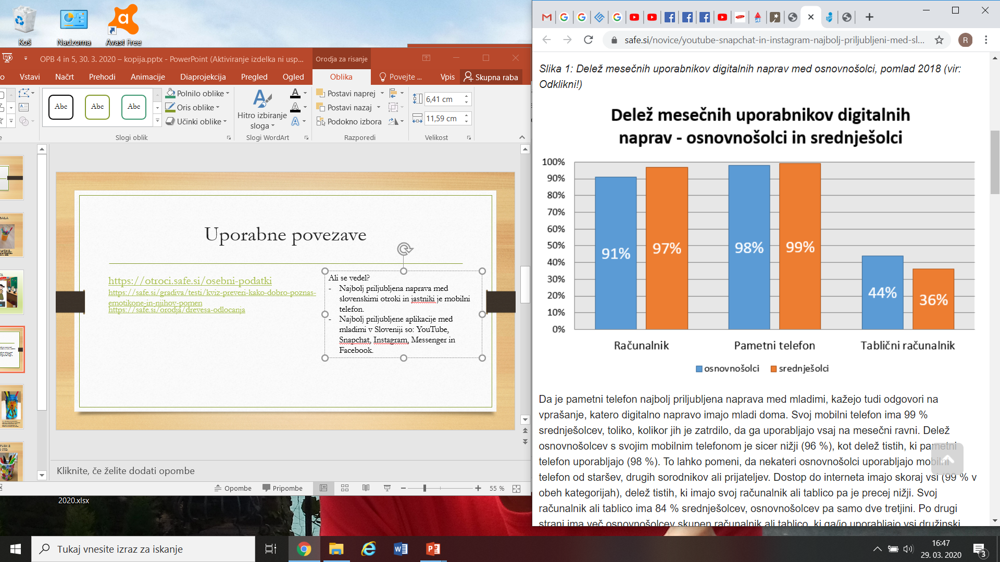 Koš
Nadzorna
Avast Free
OPB 4 in 5, 30. 3. 2020 – kopija.pptx - PowerPoint (Aktiviranje izdelka ni usp...
Orodja za risanje
Vstavi
Načrt
Prehodi
Animacije
Diaprojekcija
Pregled
Ogled
Oblika
Povejte ...
Vpis
Skupna raba
Abc
Abc
Abc
Polnilo oblike
Oris oblike
Učinki oblike
Slogi oblik
Hitro izbiranje
sloga
Slogi WordArt
Postavi naprej
Postavi nazaj
Podokno izbora
Razporedi
6,41 cm
11,59 cm
Velikost
Uporabne povezave
https://otroci.safe.si/osebni-podatki
https://safe.si/gradiva/testi/kviz-preveri-kako-dobro-poznas-
emotikone-in-njihov-pomen
https://safe.si/orodja/drevesa-odlocanja
Ali se vedel?
- Najbolj priljubljena naprava med
slovenskimi otroki in jastniki je mobilni
telefon.
- Najbolj priljubljene aplikacije med
mladimi v Sloveniji so: YouTube,
Snapchat, Instagram, Messenger in
Facebook.
Kliknite, če želite dodati opombe
Opombe
Pripombe
55 %
2020.xlsx
safe.si/novice/youtube-snapchat-in-instagram-najbolj-priljubljeni-med-sl...
R
Slika 1: Delež mesečnih uporabnikov digitalnih naprav med osnovnošolci, pomlad 2018 (vir:
Odklikni!)
Delež mesečnih uporabnikov digitalnih
naprav - osnovnošolci in srednješolci
100%
90%
80%
70%
60%
50%
40%
30%
20%
10%
0%
91%
97%
98%
99%
44%
36%
Računalnik
Pametni telefon
Tablični računalnik
osnovnošolci
srednješolci
Da je pametni telefon najbolj priljubljena naprava med mladimi, kažejo tudi odgovori na
vprašanje, katero digitalno napravo imajo mladi doma. Svoj mobilni telefon ima 99 %
srednješolcev, toliko, kolikor jih je zatrdilo, da ga uporabljajo vsaj na mesečni ravni. Delež
osnovnošolcev s svojim mobilnim telefonom je sicer nižji (96 %), kot delež tistih, ki pametni
telefon uporabljajo (98 %). To lahko pomeni, da nekateri osnovnošolci uporabljajo mobilni
telefon od staršev, drugih sorodnikov ali prijateljev. Dostop do interneta imajo skoraj vsi (99 % v
obeh kategorijah), delež tistih, ki imajo svoj računalnik ali tablico pa je precej nižji. Svoj
računalnik ali tablico ima 84 % srednješolcev, osnovnošolcev pa samo dve tretjini. Po drugi
strani ima več osnovnošolcev skupen računalnik ali tablico, ki ga/jo uporabljajo vsi družinski
Tukaj vnesite izraz za iskanje
16:47
29. 03. 2020
3